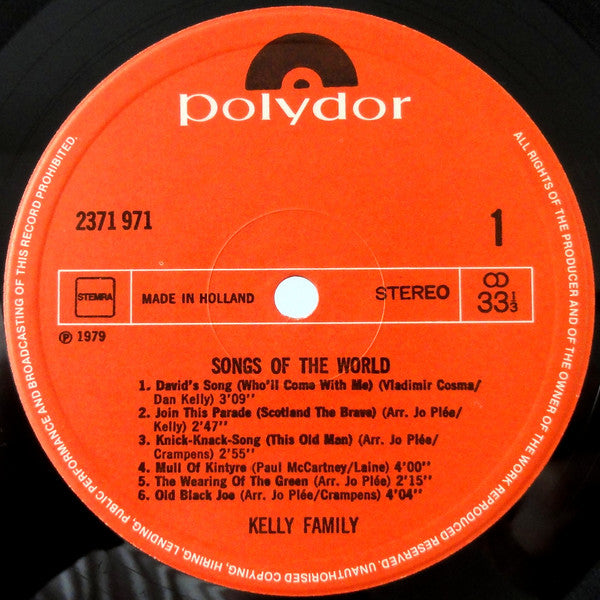 polydor
2371 971
1
STEMRA
MADE IN HOLLAND
STEREO
33⅓
℗ 1979
SONGS OF THE WORLD
1. David's Song (Who'll Come With Me) (Vladimir Cosma/
Dan Kelly) 3'09''
2. Join This Parade (Scotland The Brave) (Arr. Jo Plée/
Kelly) 2'47''
3. Knick-Knack-Song (This Old Man) (Arr. Jo Plée/
Crampens) 2'55''
4. Mull Of Kintyre (Paul McCartney/Laine) 4'00''
5. The Wearing Of The Green (Arr. Jo Plée) 2'15''
6. Old Black Joe (Arr. Jo Plée/Crampens) 4'04''
KELLY FAMILY
ALL RIGHTS OF THE PRODUCER AND OF THE OWNER OF THE WORK REPRODUCED RESERVED. UNAUTHORISED COPYING, HIRING, LENDING, PUBLIC PERFORMANCE AND BROADCASTING OF THIS RECORD PROHIBITED.